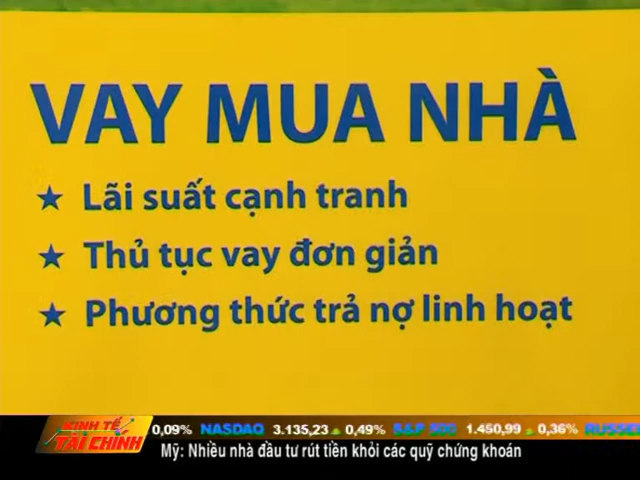 VAY MUA NHÀ
★ Lãi suất cạnh tranh
★ Thủ tục vay đơn giản
★ Phương thức trả nợ linh hoạt
KINH TẾ
TÀI CHÍNH
0,09% NASDAQ 3.135,23 ▲ 0,49% S&P 500 1.450,99 ▲ 0,36% RUSSEL
Mỹ: Nhiều nhà đầu tư rút tiền khỏi các quỹ chứng khoán